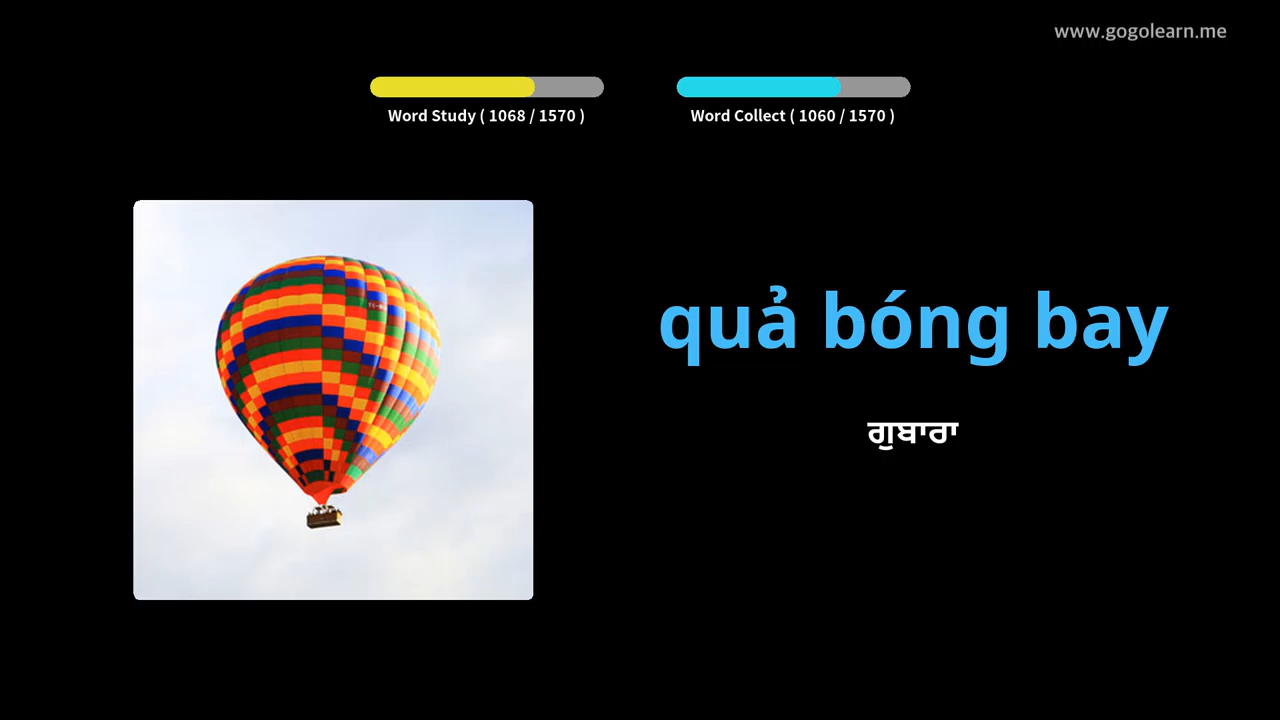 www.gogolearn.me
Word Study ( 1068 / 1570 )
Word Collect ( 1060 / 1570 )
quả bóng bay
ਗੁਬਾਰਾ